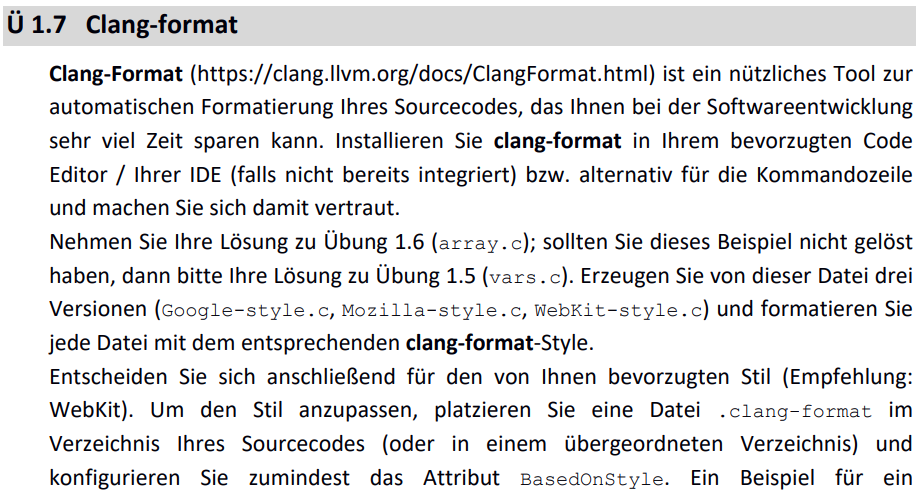 Ü 1.7 Clang-format
Clang-Format (https://clang.llvm.org/docs/ClangFormat.html) ist ein nützliches Tool zur
automatischen Formatierung Ihres Sourcecodes, das Ihnen bei der Softwareentwicklung
sehr viel Zeit sparen kann. Installieren Sie clang-format in Ihrem bevorzugten Code
Editor / Ihrer IDE (falls nicht bereits integriert) bzw. alternativ für die Kommandozeile
und machen Sie sich damit vertraut.
Nehmen Sie Ihre Lösung zu Übung 1.6 (array.c); sollten Sie dieses Beispiel nicht gelöst
haben, dann bitte Ihre Lösung zu Übung 1.5 (vars.c). Erzeugen Sie von dieser Datei drei
Versionen (Google-style.c, Mozilla-style.c, WebKit-style.c) und formatieren Sie
jede Datei mit dem entsprechenden clang-format-Style.
Entscheiden Sie sich anschließend für den von Ihnen bevorzugten Stil (Empfehlung:
WebKit). Um den Stil anzupassen, platzieren Sie eine Datei .clang-format im
Verzeichnis Ihres Sourcecodes (oder in einem übergeordneten Verzeichnis) und
konfigurieren Sie zumindest das Attribut BasedOnStyle. Ein Beispiel für ein